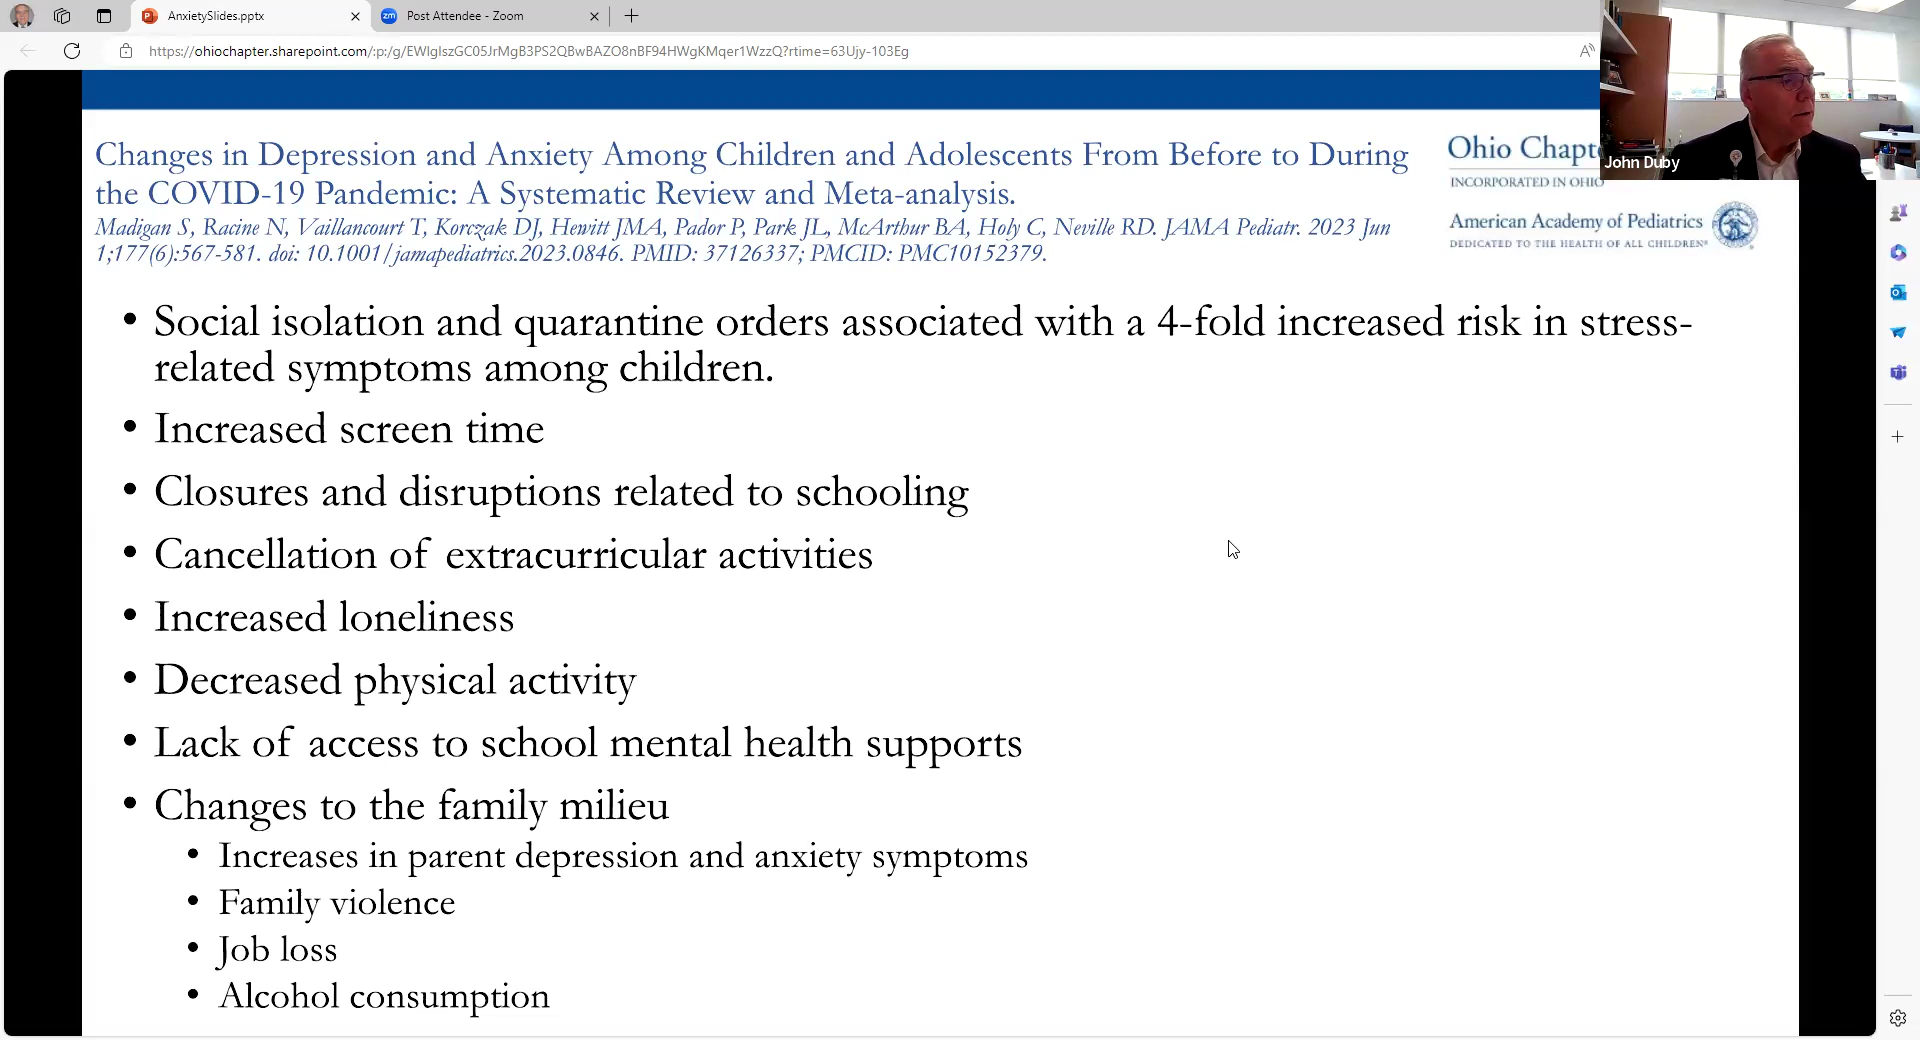 AnxietySlides.pptx
Post Attendee - Zoom
https://ohiochapter.sharepoint.com/:p:/g/EWIgIszGC05JrMgB3PS2QBwBAZO8nBF94HWgKMqer1WzzQ?rtime=63Ujy-103Eg
John Duby
Changes in Depression and Anxiety Among Children and Adolescents From Before to During
the COVID-19 Pandemic: A Systematic Review and Meta-analysis.
Madigan S, Racine N, Vaillancourt T, Korczak DJ, Hewitt JMA, Pador P, Park JL, McArthur BA, Holy C, Neville RD. JAMA Pediatr. 2023 Jun
1;177(6):567-581. doi: 10.1001/jamapediatrics.2023.0846. PMID: 37126337; PMCID: PMC10152379.
Ohio Chapt
INCORPORATED IN OHIO
American Academy of Pediatrics
DEDICATED TO THE HEALTH OF ALL CHILDREN®
• Social isolation and quarantine orders associated with a 4-fold increased risk in stress-
related symptoms among children.
• Increased screen time
• Closures and disruptions related to schooling
• Cancellation of extracurricular activities
• Increased loneliness
• Decreased physical activity
• Lack of access to school mental health supports
• Changes to the family milieu
• Increases in parent depression and anxiety symptoms
• Family violence
• Job loss
• Alcohol consumption